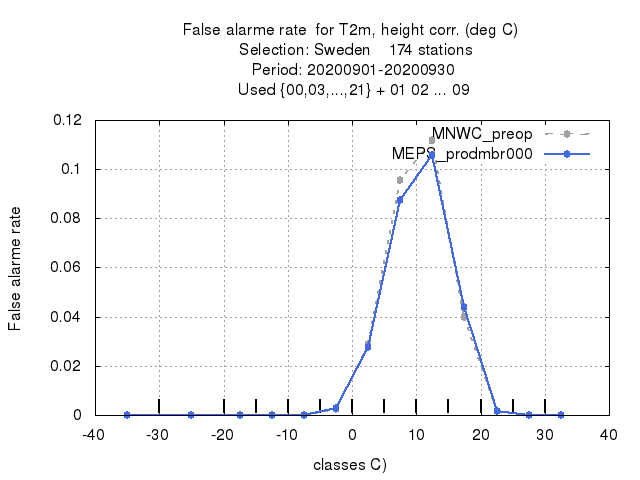 False alarme rate  for T2m, height corr. (deg C)
Selection: Sweden    174 stations
Period: 20200901-20200930
Used {00,03,...,21} + 01 02 ... 09
MNWC_preop
MEPS_prodmbr000
False alarme rate
0.12
0.1
0.08
0.06
0.04
0.02
0
-40 -30 -20 -10 0 10 20 30 40
classes C)